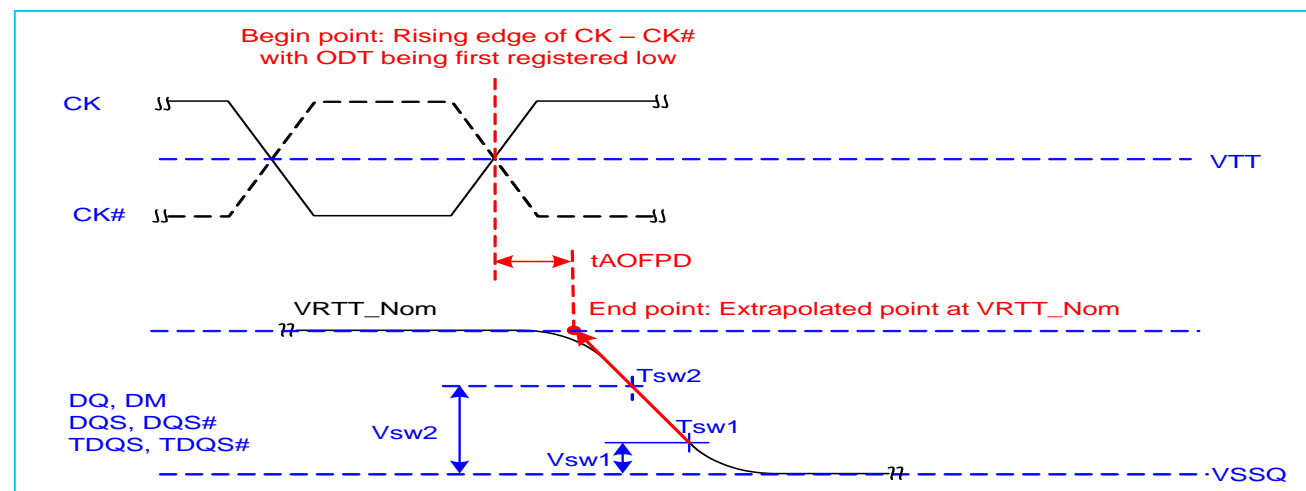 Begin point: Rising edge of CK – CK#
with ODT being first registered low
CK
VTT
CK#
tAOFPD
VRTT_Nom
End point: Extrapolated point at VRTT_Nom
Tsw2
DQ, DM
DQS, DQS#
TDQS, TDQS#
Vsw2
Tsw1
Vsw1
VSSQ